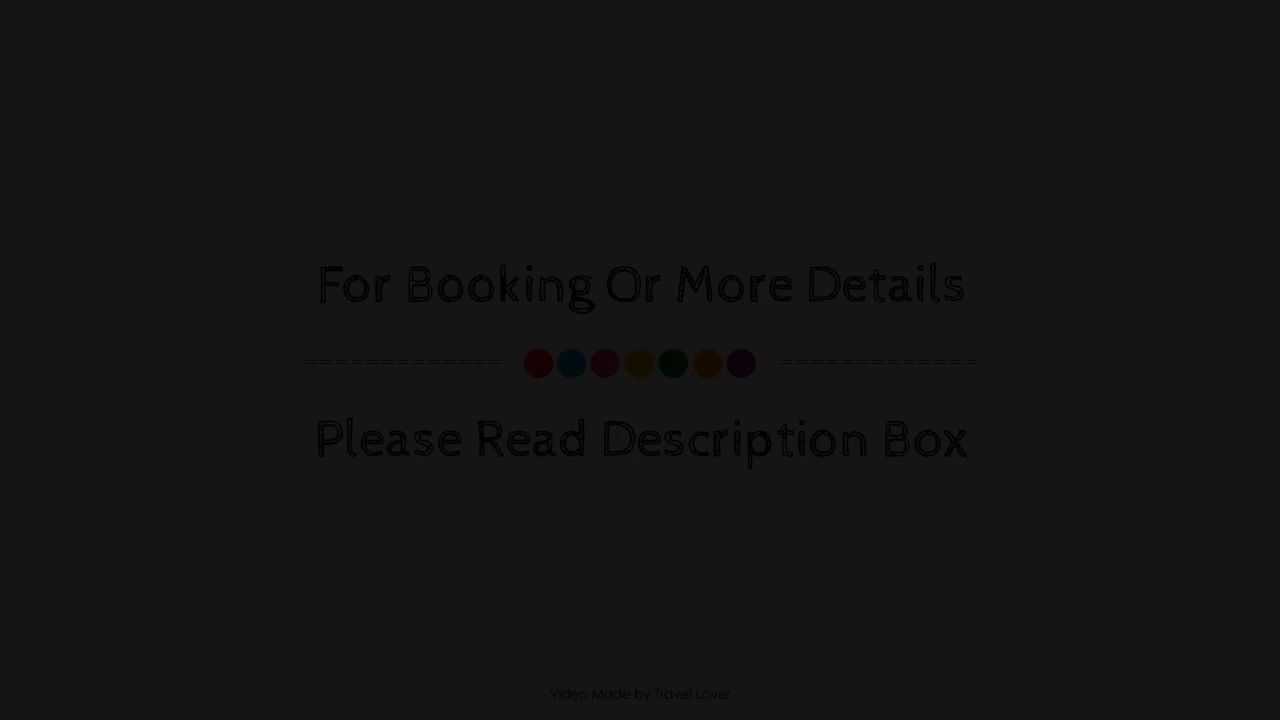 For Booking Or More Details
============= =============
Please Read Description Box
Video Made by Travel Lover